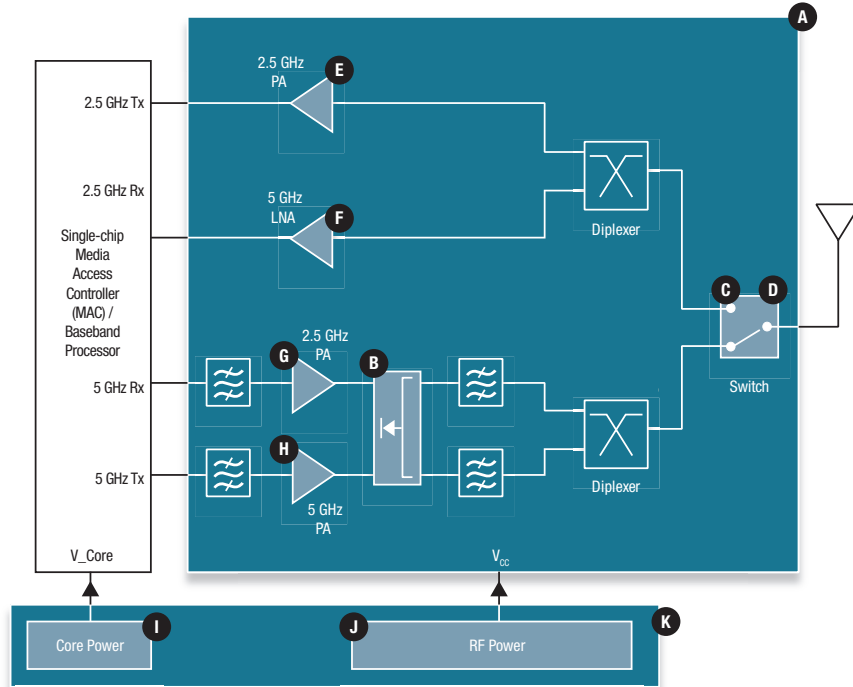 A
2.5 GHz
PA
E
2.5 GHz Tx
2.5 GHz Rx
5 GHz
LNA
F
Diplexer
Single-chip
Media
Access
Controller
(MAC) /
Baseband
Processor
C
D
Switch
2.5 GHz
PA
G
B
5 GHz Rx
H
5 GHz Tx
5 GHz
PA
Diplexer
V_Core
VCC
Core Power
I
J
RF Power
K